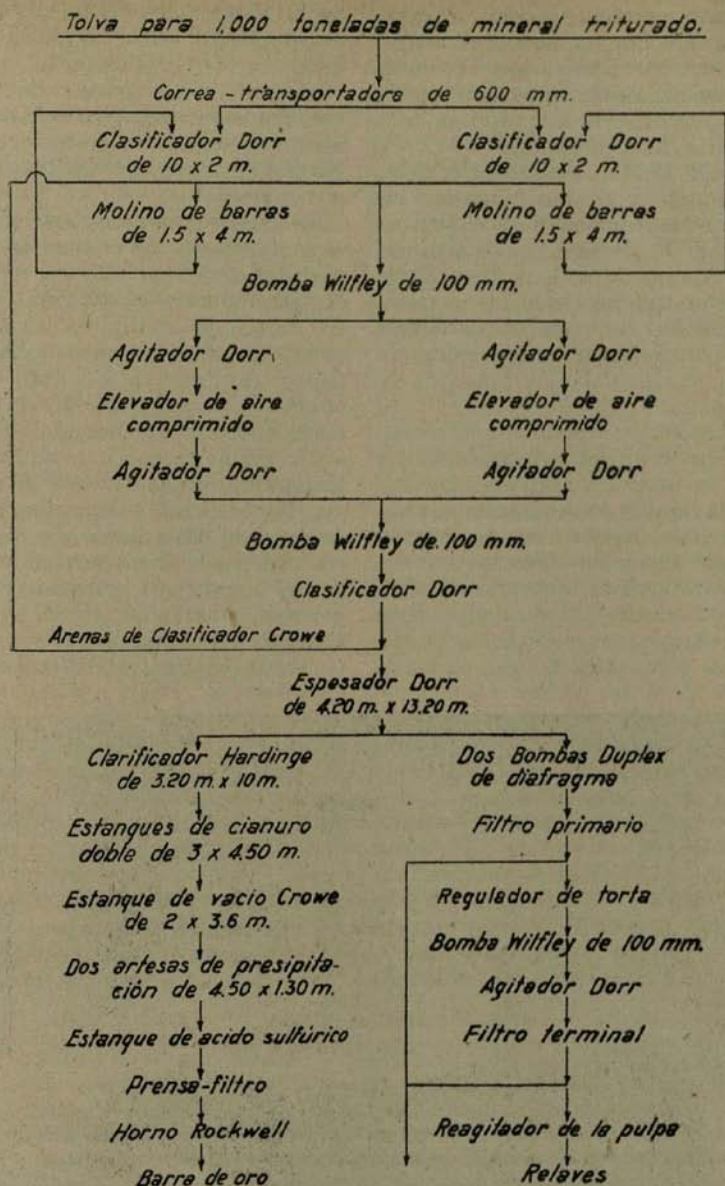 Tolva para 1,000 toneladas de mineral triturado.
Correa-transportadora de 600 mm.
Clasificador Dorr
de 10 x 2 m.
Clasificador Dorr
de 10 x 2 m.
Molino de barras
de 1.5 x 4 m.
Molino de barras
de 1.5 x 4 m.
Bomba Wilfley de 100 mm.
Agitador Dorr
Agitador Dorr
Elevador de aire
comprimido
Elevador de aire
comprimido
Agitador Dorr
Agitador Dorr
Bomba Wilfley de 100 mm.
Clasificador Dorr
Arenas de Clasificador Crowe
Espesador Dorr
de 4.20 m. x 13.20 m.
Clarificador Hardinge
de 3.20 m. x 10 m.
Estanques de cianuro
doble de 3 x 4.50 m.
Estanque de vacio Crowe
de 2 x 3.6 m.
Dos artesas de presipita-
ción de 4.50 x 1.30 m.
Estanque de acido sulfúrico
Prensa-filtro
Horno Rockwell
Barra de oro
Dos Bombas Duplex
de diafragma
Filtro primario
Regulador de torta
Bomba Wilfley de 100 mm.
Agitador Dorr
Filtro terminal
Reagitador de la pulpa
Relaves